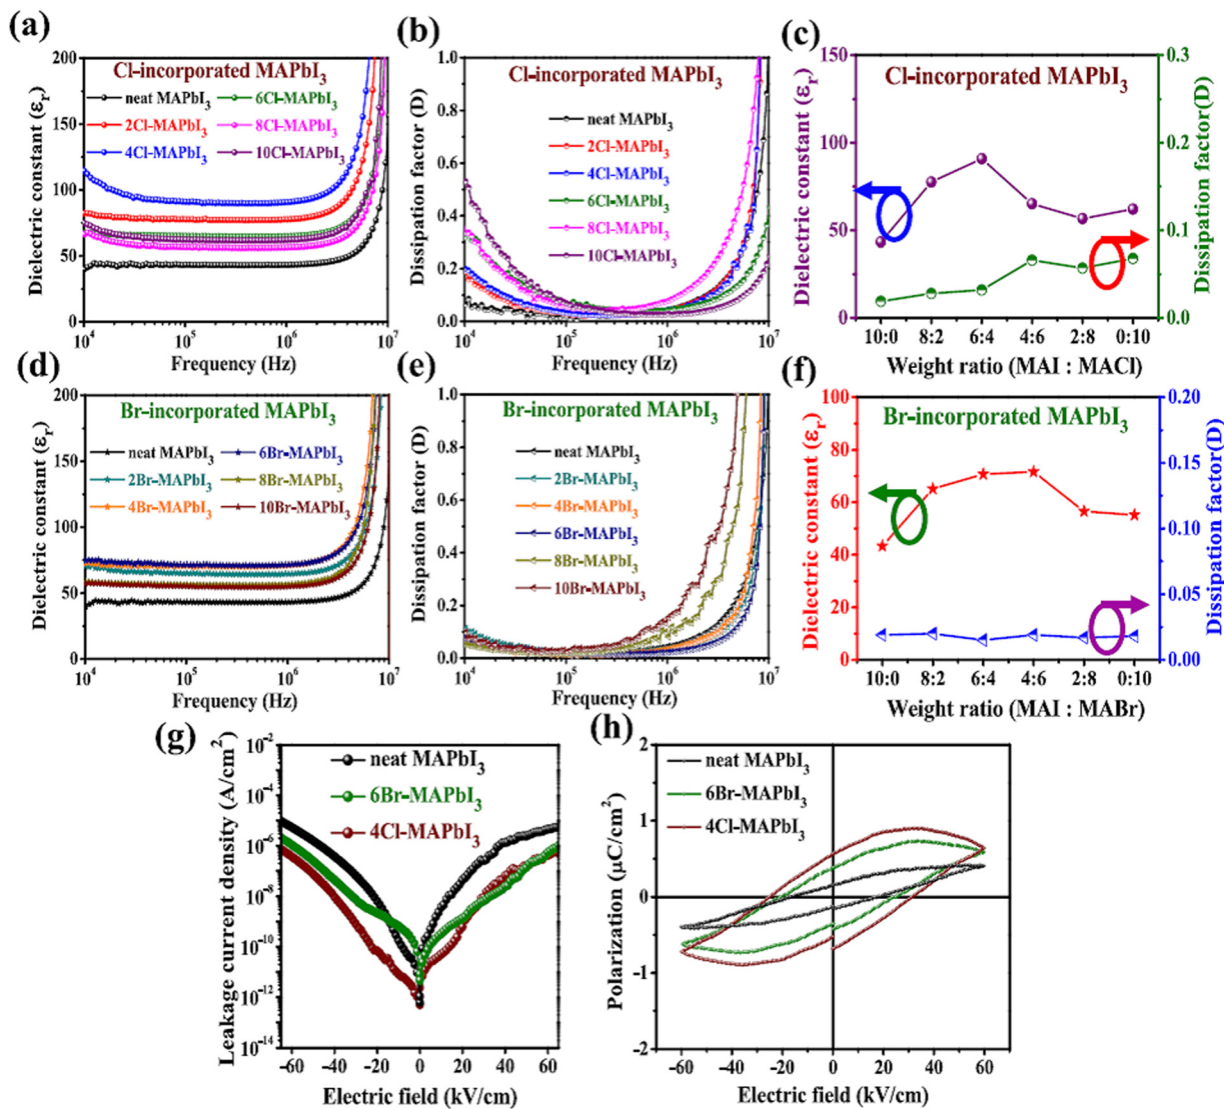 (a)
Cl-incorporated MAPbI3
neat MAPbI3
6Cl-MAPbI3
2Cl-MAPbI3
8Cl-MAPbI3
4Cl-MAPbI3
10Cl-MAPbI3
Dielectric constant (εr)
200
150
100
50
0
10^4
10^5
10^6
10^7
Frequency (Hz)
(b)
Cl-incorporated MAPbI3
neat MAPbI3
2Cl-MAPbI3
4Cl-MAPbI3
6Cl-MAPbI3
8Cl-MAPbI3
10Cl-MAPbI3
Dissipation factor (D)
1.0
0.8
0.6
0.4
0.2
0.0
10^4
10^5
10^6
10^7
Frequency (Hz)
(c)
Cl-incorporated MAPbI3
Dielectric constant (εr)
150
100
50
0
Dissipation factor(D)
0.3
0.2
0.1
0.0
10:0
8:2
6:4
4:6
2:8
0:10
Weight ratio (MAI : MACl)
(d)
Br-incorporated MAPbI3
neat MAPbI3
6Br-MAPbI3
2Br-MAPbI3
8Br-MAPbI3
4Br-MAPbI3
10Br-MAPbI3
Dielectric constant (εr)
200
150
100
50
0
10^4
10^5
10^6
10^7
Frequency (Hz)
(e)
Br-incorporated MAPbI3
neat MAPbI3
2Br-MAPbI3
4Br-MAPbI3
6Br-MAPbI3
8Br-MAPbI3
10Br-MAPbI3
Dissipation factor (D)
1.0
0.8
0.6
0.4
0.2
0.0
10^4
10^5
10^6
10^7
Frequency (Hz)
(f)
Br-incorporated MAPbI3
Dielectric constant (εr)
100
80
60
40
20
0
Dissipation factor(D)
0.20
0.15
0.10
0.05
0.00
10:0
8:2
6:4
4:6
2:8
0:10
Weight ratio (MAI : MABr)
(g)
neat MAPbI3
6Br-MAPbI3
4Cl-MAPbI3
Leakage current density (A/cm^2)
10^-2
10^-4
10^-6
10^-8
10^-10
10^-12
10^-14
-60
-40
-20
0
20
40
60
Electric field (kV/cm)
(h)
neat MAPbI3
6Br-MAPbI3
4Cl-MAPbI3
Polarization (μC/cm^2)
2
1
0
-1
-2
-60
-40
-20
0
20
40
60
Electric field (kV/cm)